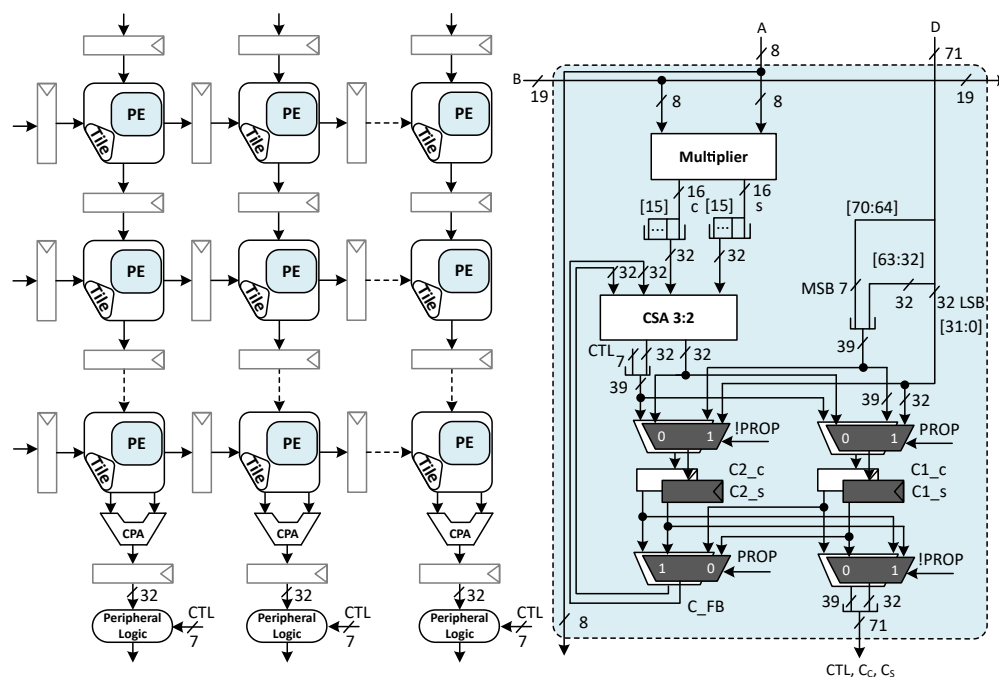 PE
Tile
PE
Tile
PE
Tile
PE
Tile
PE
Tile
PE
Tile
PE
Tile
PE
Tile
PE
Tile
CPA
CPA
CPA
32
32
32
Peripheral
Logic
CTL
7
Peripheral
Logic
CTL
7
Peripheral
Logic
CTL
7
A
D
8
71
B
19
19
8
8
Multiplier
16
c
16
s
[15]
...
[15]
...
32
32
32
32
[70:64]
[63:32]
MSB 7
32
32 LSB
[31:0]
CSA 3:2
CTL
7
32
32
39
39
39
32
0
1
!PROP
0
1
PROP
C2_c
C2_s
C1_c
C1_s
1
0
PROP
0
1
!PROP
C_FB
39
32
8
71
CTL, Cc, Cs